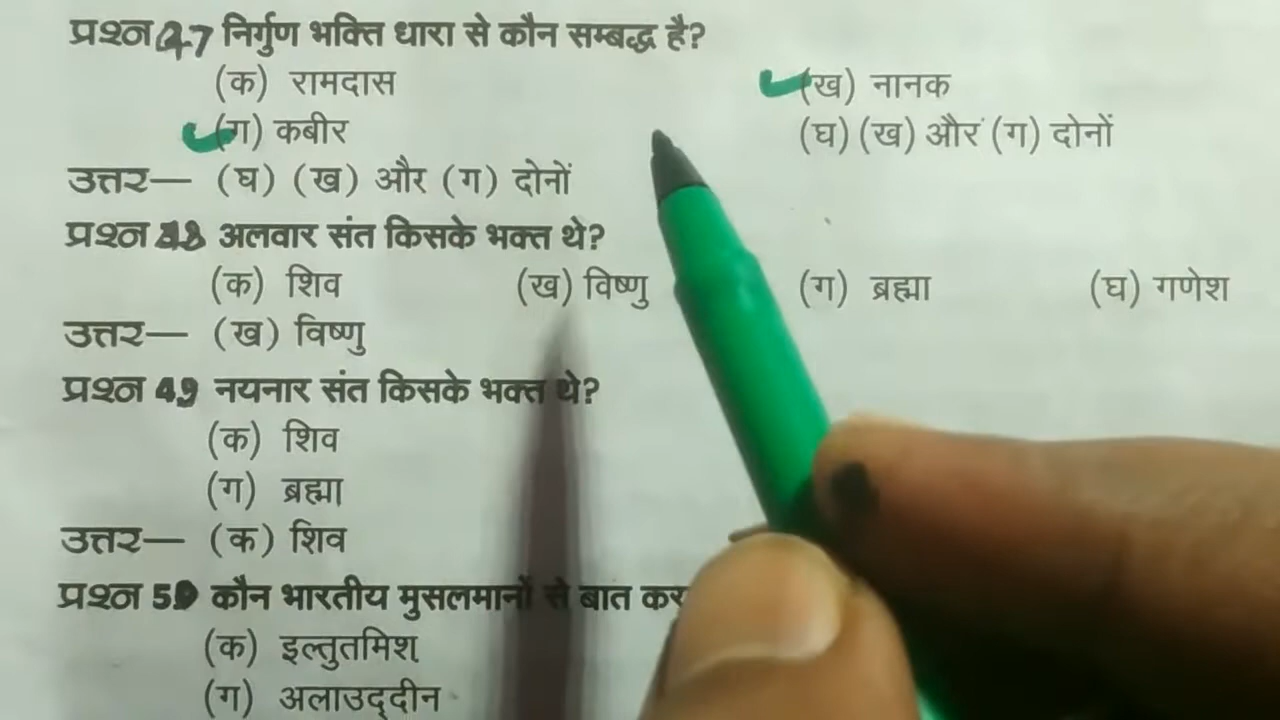 प्रश्न 47 निर्गुण भक्ति धारा से कौन सम्बद्ध है?
(क) रामदास (ख) नानक
(ग) कबीर (घ) (ख) और (ग) दोनों
उत्तर— (घ) (ख) और (ग) दोनों
प्रश्न 48 अलवार संत किसके भक्त थे?
(क) शिव (ख) विष्णु (ग) ब्रह्मा (घ) गणेश
उत्तर— (ख) विष्णु
प्रश्न 49 नयनार संत किसके भक्त थे?
(क) शिव
(ग) ब्रह्मा
उत्तर— (क) शिव
प्रश्न 50 कौन भारतीय मुसलमानों से बात कर
(क) इल्तुतमिश
(ग) अलाउद्दीन